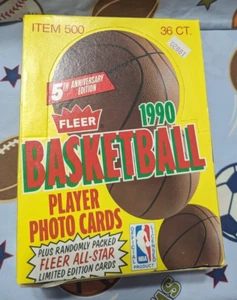 ITEM 500
36 CT.
5TH ANNIVERSARY
EDITION
FLEER
1990
BASKETBALL
PLAYER
PHOTO CARDS
PLUS RANDOMLY PACKED
FLEER ALL-STAR
LIMITED EDITION CARDS
NBA